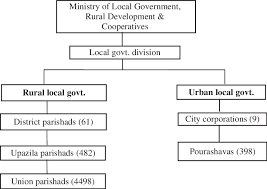 Ministry of Local Government,
Rural Development &
Cooperatives
Local govt. division
Rural local govt.
District parishads (61)
Upazila parishads (482)
Union parishads (4498)
Urban local govt.
City corporations (9)
Pourashavas (398)